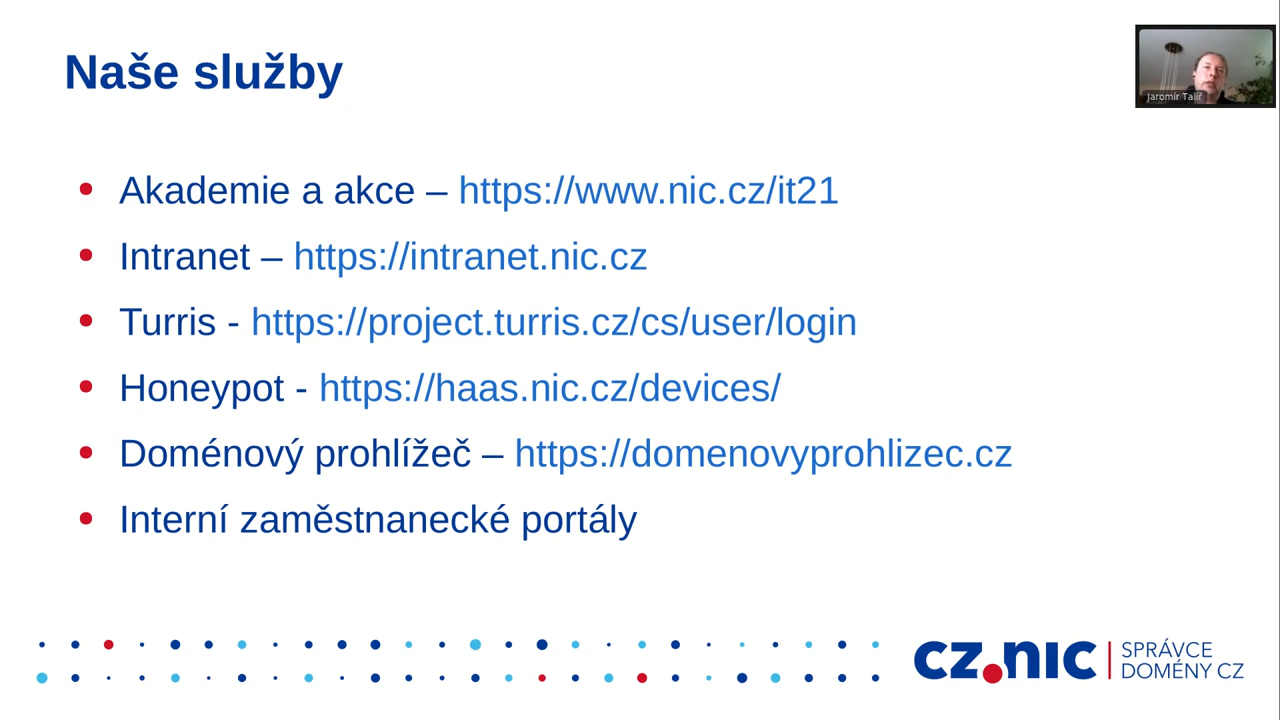 Naše služby
Jaromír Talíř
Akademie a akce – https://www.nic.cz/it21
Intranet – https://intranet.nic.cz
Turris - https://project.turris.cz/cs/user/login
Honeypot - https://haas.nic.cz/devices/
Doménový prohlížeč – https://domenovyprohlizec.cz
Interní zaměstnanecké portály
CZ.NIC
SPRÁVCE
DOMÉNY CZ